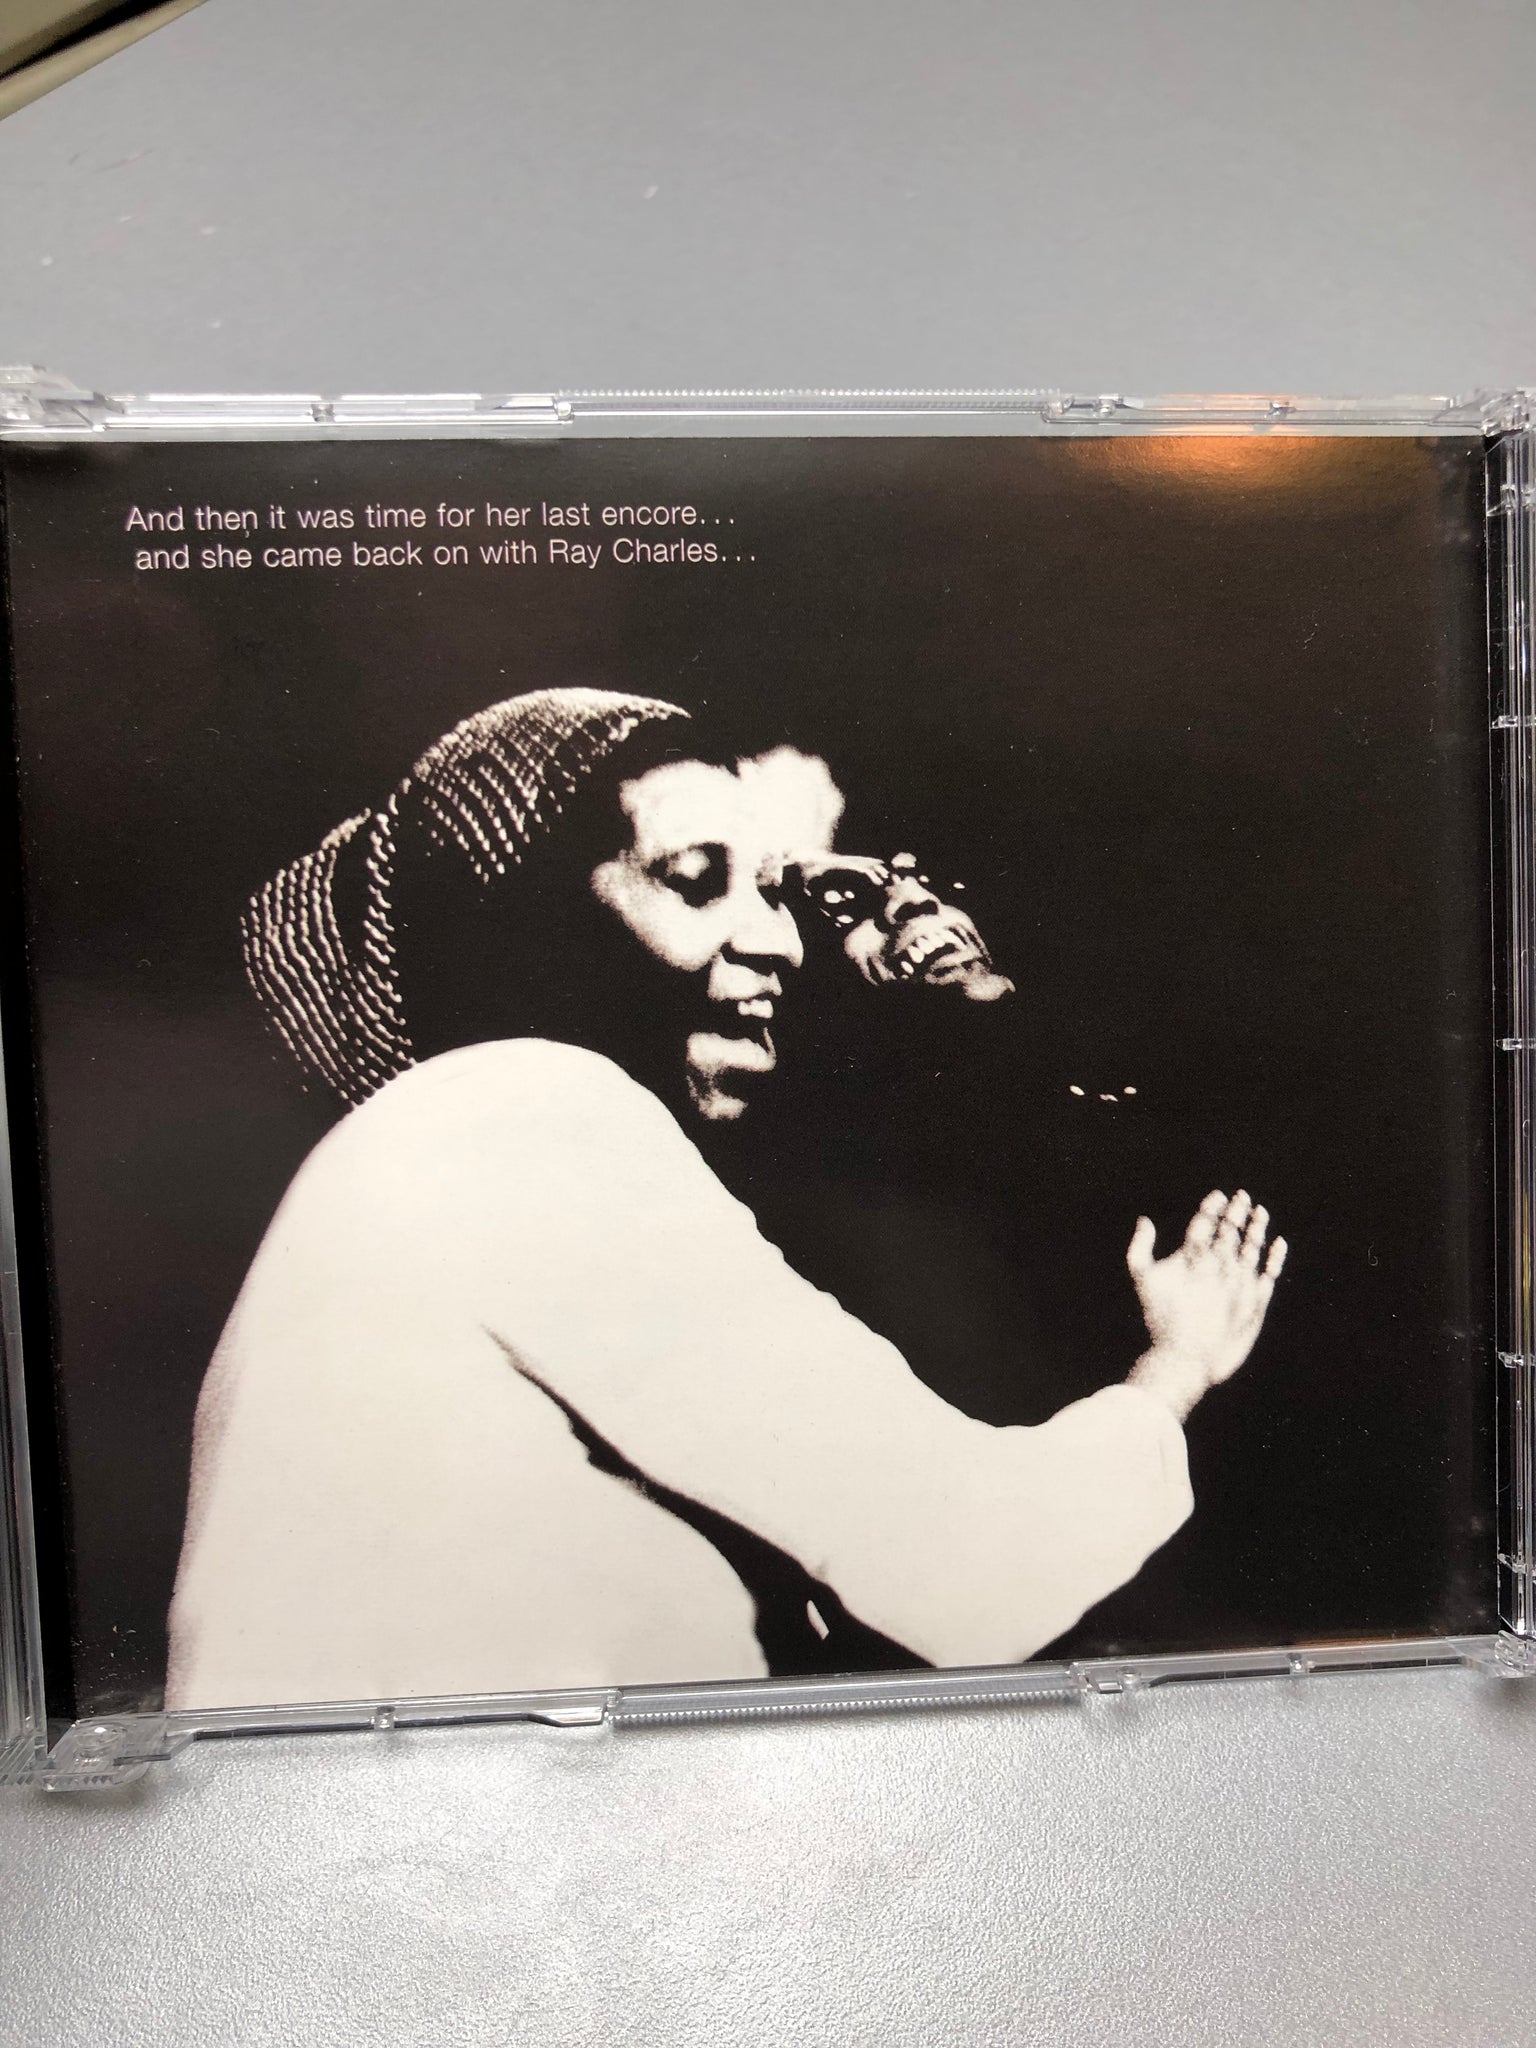 And then it was time for her last encore...
and she came back on with Ray Charles...